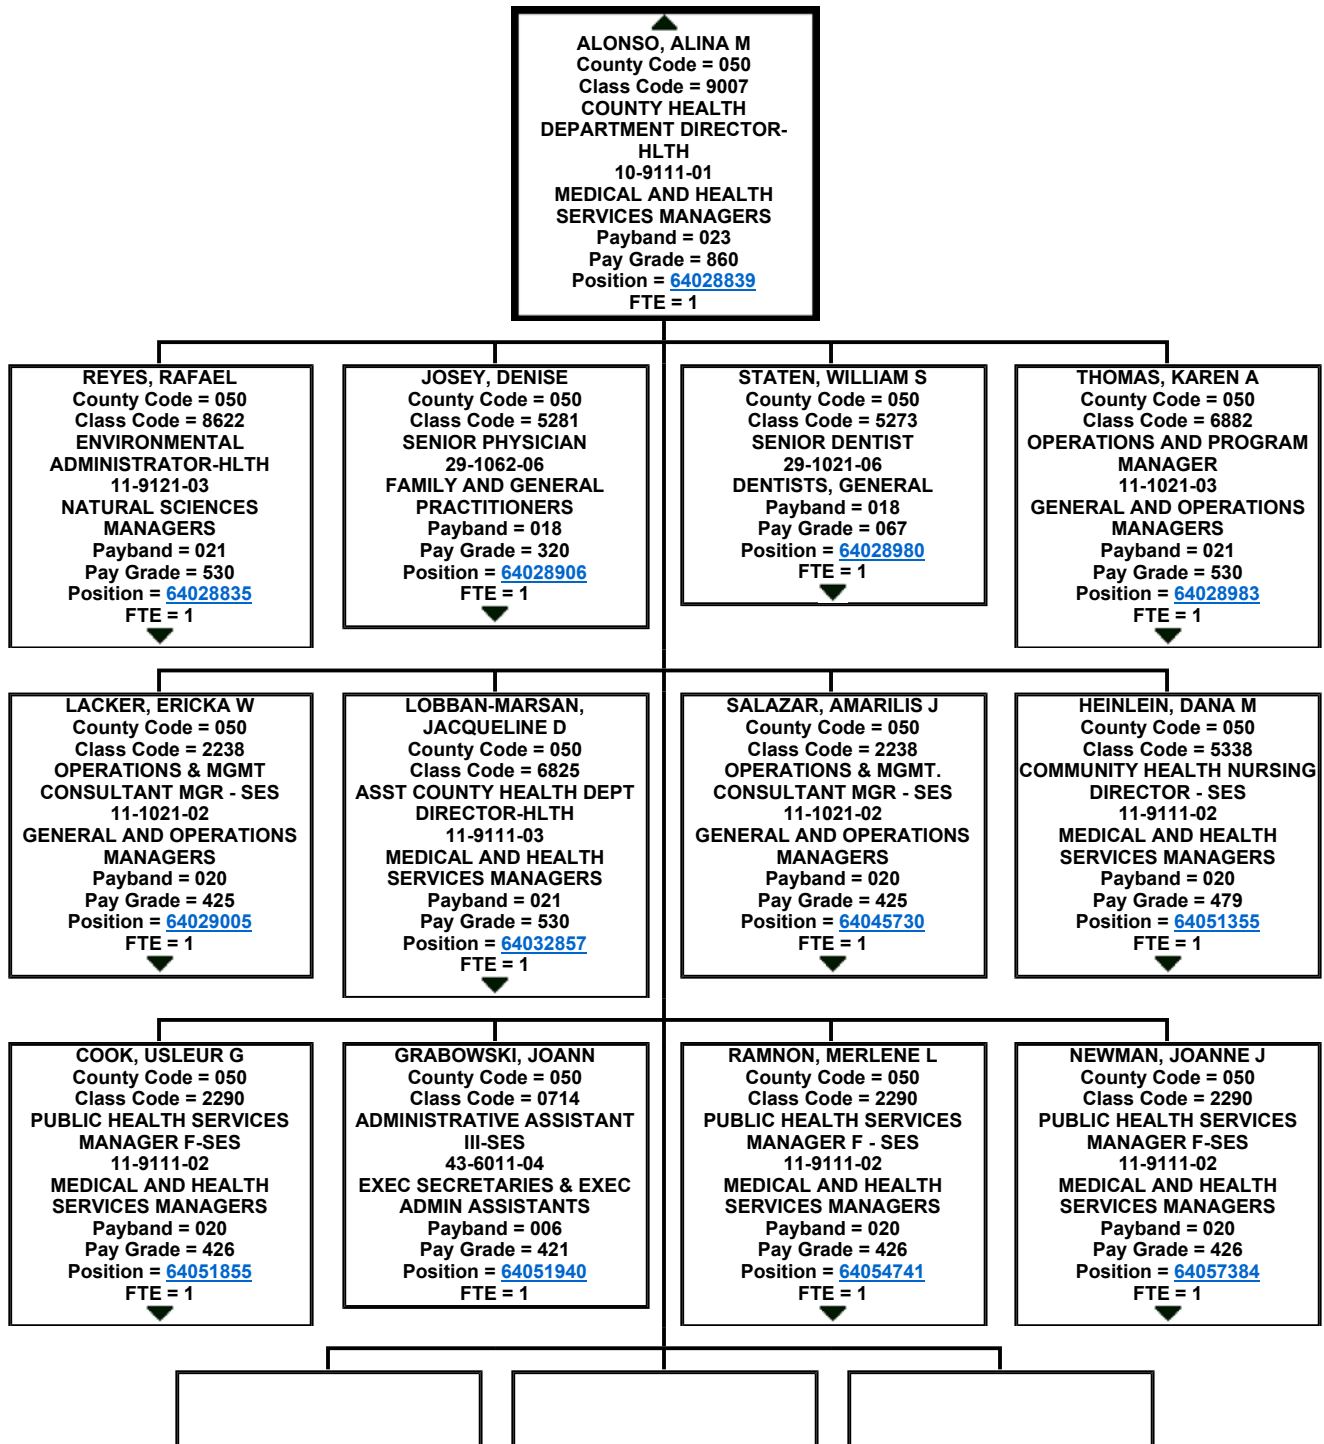 ALONSO, ALINA M
County Code = 050
Class Code = 9007
COUNTY HEALTH
DEPARTMENT DIRECTOR-
HLTH
10-9111-01
MEDICAL AND HEALTH
SERVICES MANAGERS
Payband = 023
Pay Grade = 860
Position = 64028839
FTE = 1
REYES, RAFAEL
County Code = 050
Class Code = 8622
ENVIRONMENTAL
ADMINISTRATOR-HLTH
11-9121-03
NATURAL SCIENCES
MANAGERS
Payband = 021
Pay Grade = 530
Position = 64028835
FTE = 1
JOSEY, DENISE
County Code = 050
Class Code = 5281
SENIOR PHYSICIAN
29-1062-06
FAMILY AND GENERAL
PRACTITIONERS
Payband = 018
Pay Grade = 320
Position = 64028906
FTE = 1
STATEN, WILLIAM S
County Code = 050
Class Code = 5273
SENIOR DENTIST
29-1021-06
DENTISTS, GENERAL
Payband = 018
Pay Grade = 067
Position = 64028980
FTE = 1
THOMAS, KAREN A
County Code = 050
Class Code = 6882
OPERATIONS AND PROGRAM
MANAGER
11-1021-03
GENERAL AND OPERATIONS
MANAGERS
Payband = 021
Pay Grade = 530
Position = 64028983
FTE = 1
LACKER, ERICKA W
County Code = 050
Class Code = 2238
OPERATIONS & MGMT
CONSULTANT MGR - SES
11-1021-02
GENERAL AND OPERATIONS
MANAGERS
Payband = 020
Pay Grade = 425
Position = 64029005
FTE = 1
LOBBAN-MARSAN,
JACQUELINE D
County Code = 050
Class Code = 6825
ASST COUNTY HEALTH DEPT
DIRECTOR-HLTH
11-9111-03
MEDICAL AND HEALTH
SERVICES MANAGERS
Payband = 021
Pay Grade = 530
Position = 64032857
FTE = 1
SALAZAR, AMARILIS J
County Code = 050
Class Code = 2238
OPERATIONS & MGMT.
CONSULTANT MGR - SES
11-1021-02
GENERAL AND OPERATIONS
MANAGERS
Payband = 020
Pay Grade = 425
Position = 64045730
FTE = 1
HEINLEIN, DANA M
County Code = 050
Class Code = 5338
COMMUNITY HEALTH NURSING
DIRECTOR - SES
11-9111-02
MEDICAL AND HEALTH
SERVICES MANAGERS
Payband = 020
Pay Grade = 479
Position = 64051355
FTE = 1
COOK, USLEUR G
County Code = 050
Class Code = 2290
PUBLIC HEALTH SERVICES
MANAGER F-SES
11-9111-02
MEDICAL AND HEALTH
SERVICES MANAGERS
Payband = 020
Pay Grade = 426
Position = 64051855
FTE = 1
GRABOWSKI, JOANN
County Code = 050
Class Code = 0714
ADMINISTRATIVE ASSISTANT
III-SES
43-6011-04
EXEC SECRETARIES & EXEC
ADMIN ASSISTANTS
Payband = 006
Pay Grade = 421
Position = 64051940
FTE = 1
RAMNON, MERLENE L
County Code = 050
Class Code = 2290
PUBLIC HEALTH SERVICES
MANAGER F - SES
11-9111-02
MEDICAL AND HEALTH
SERVICES MANAGERS
Payband = 020
Pay Grade = 426
Position = 64054741
FTE = 1
NEWMAN, JOANNE J
County Code = 050
Class Code = 2290
PUBLIC HEALTH SERVICES
MANAGER F-SES
11-9111-02
MEDICAL AND HEALTH
SERVICES MANAGERS
Payband = 020
Pay Grade = 426
Position = 64057384
FTE = 1